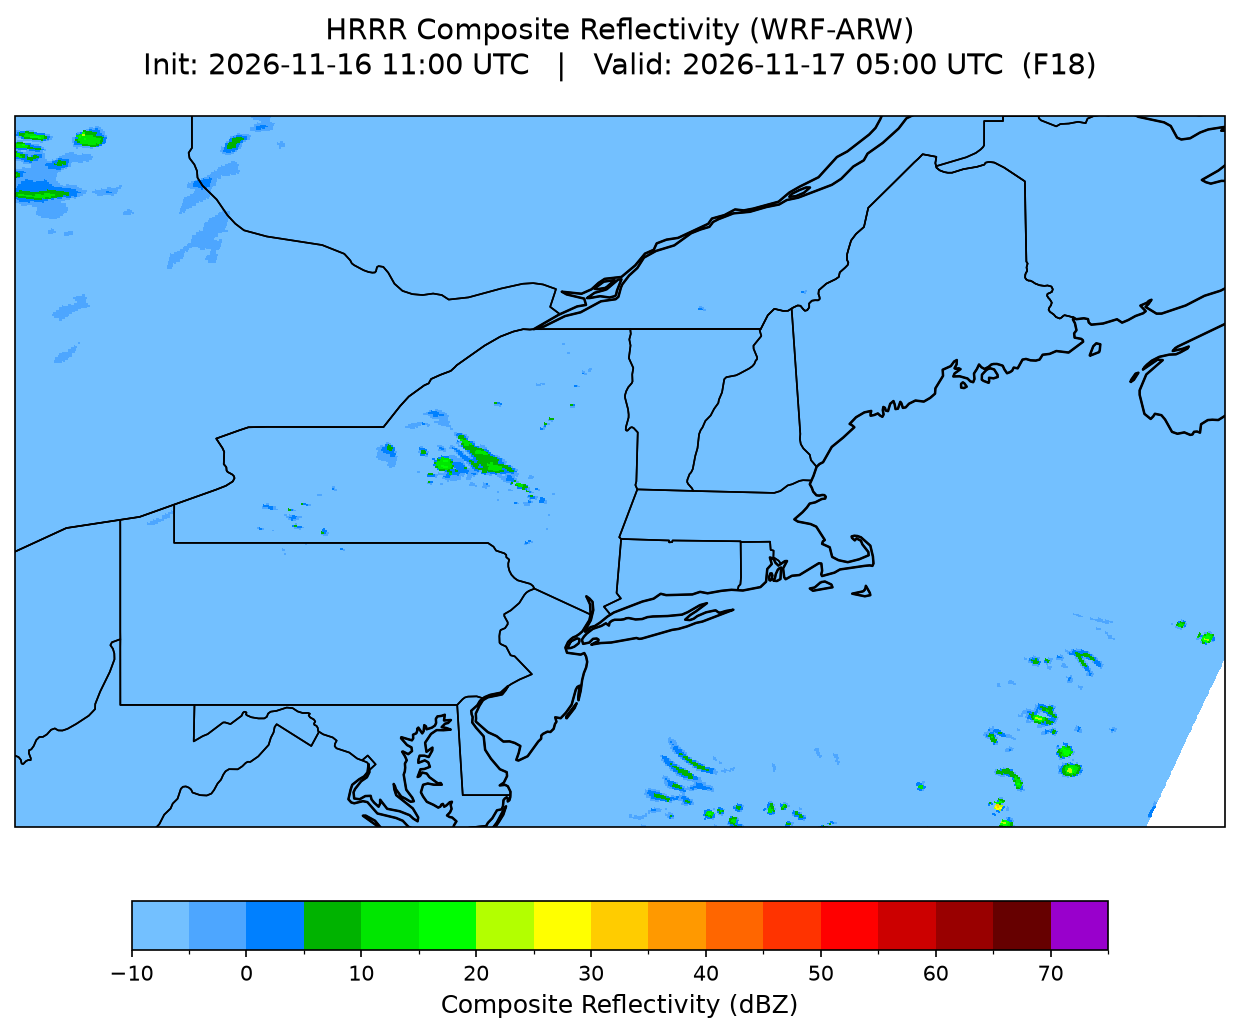 HRRR Composite Reflectivity (WRF-ARW)
Init: 2026-11-16 11:00 UTC   |   Valid: 2026-11-17 05:00 UTC  (F18)
−10 0 10 20 30 40 50 60 70
Composite Reflectivity (dBZ)